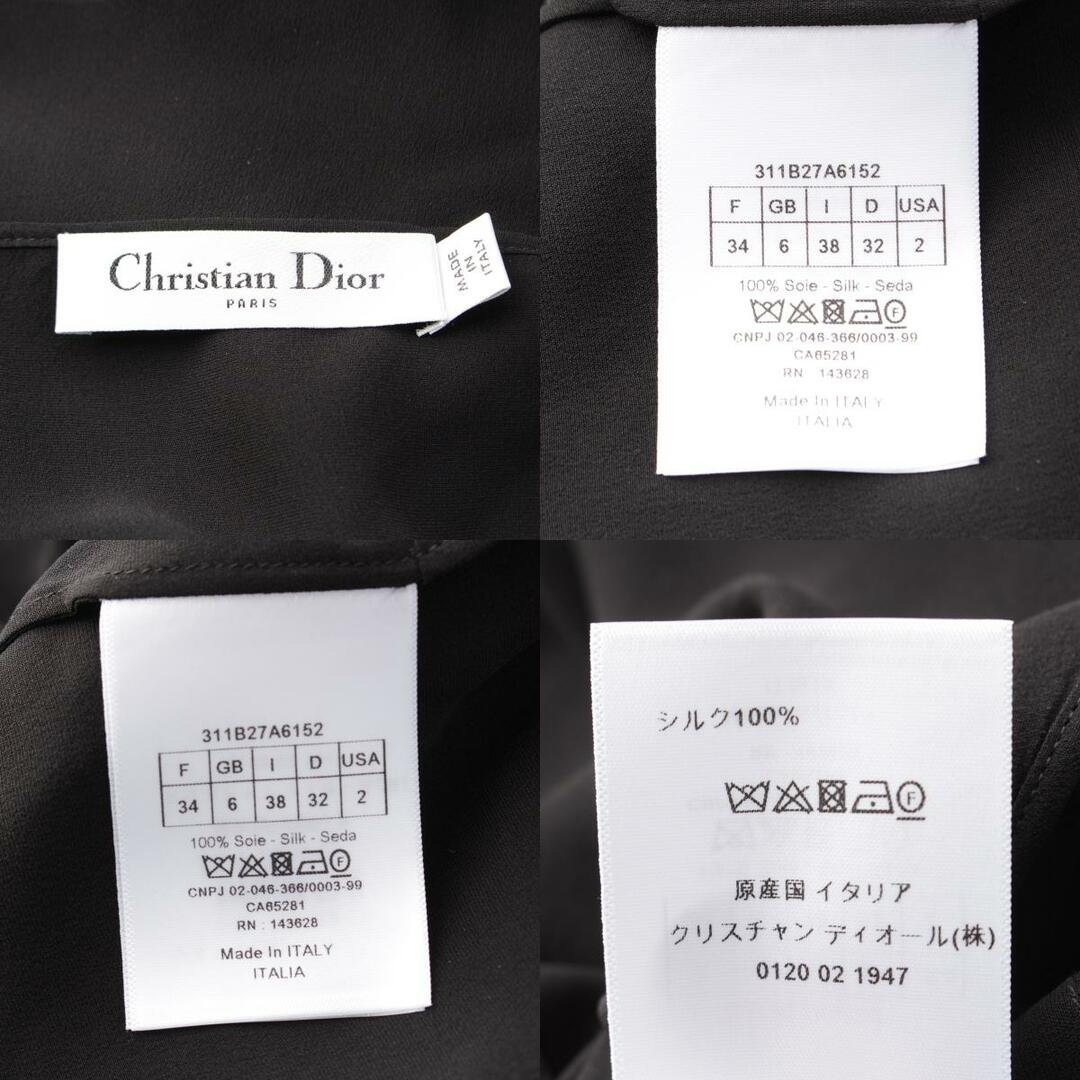 Christian Dior
PARIS
MADE
IN
ITALY
311B27A6152
F GB I D USA
34 6 38 32 2
100% Soie - Silk - Seda
F
CNPJ 02-046-366/0003-99
CA65281
RN : 143628
Made In ITALY
ITALIA
311B27A6152
F GB I D USA
34 6 38 32 2
100% Soie - Silk - Seda
F
CNPJ 02-046-366/0003-99
CA65281
RN : 143628
Made In ITALY
ITALIA
シルク100%
F
原産国 イタリア
クリスチャン ディオール(株)
0120 02 1947